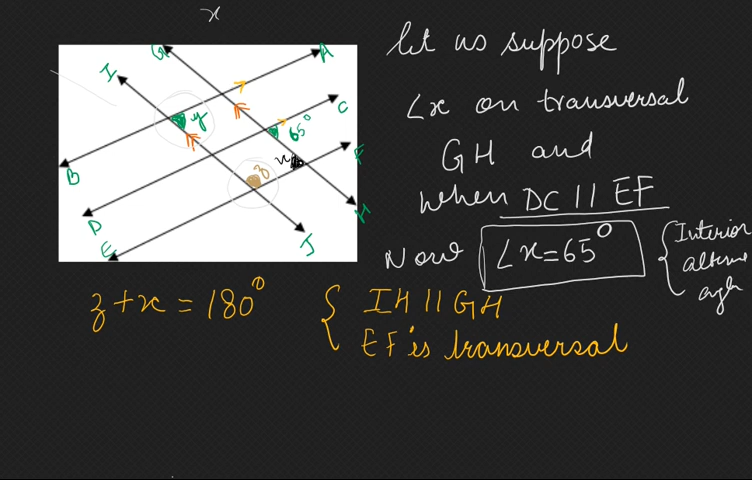 x
let us suppose
∠x on transversal
GH and
when DC || EF
Now ∠x = 65°
{ Interior
alterne
angle
G
A
I
C
y
65°
F
B
x
z
D
H
E
J
z + x = 180°
{ IH || GH
EF is transversal